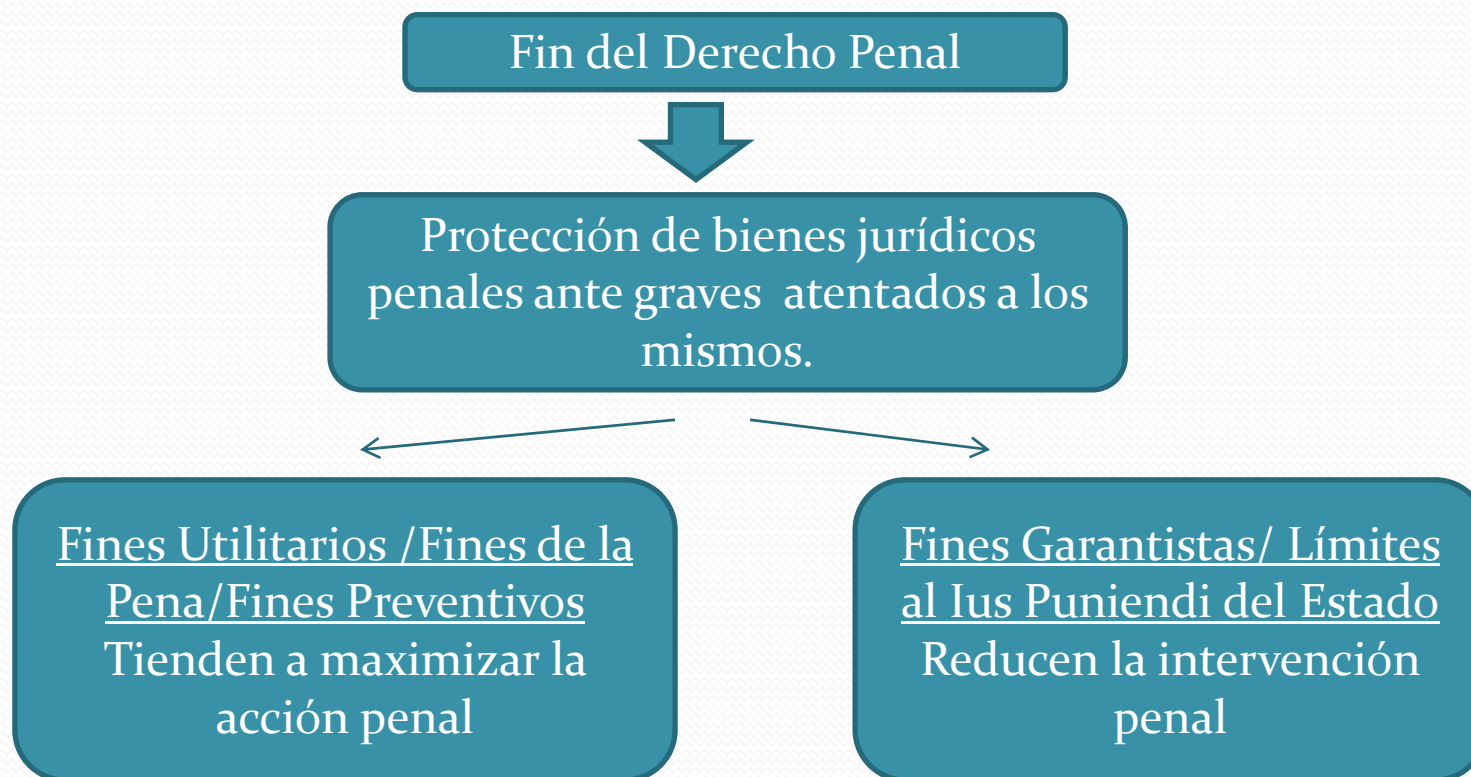 Fin del Derecho Penal
Protección de bienes jurídicos
penales ante graves  atentados a los
mismos.
Fines Utilitarios /Fines de la
Pena/Fines Preventivos
Tienden a maximizar la
acción penal
Fines Garantistas/ Límites
al Ius Puniendi del Estado
Reducen la intervención
penal